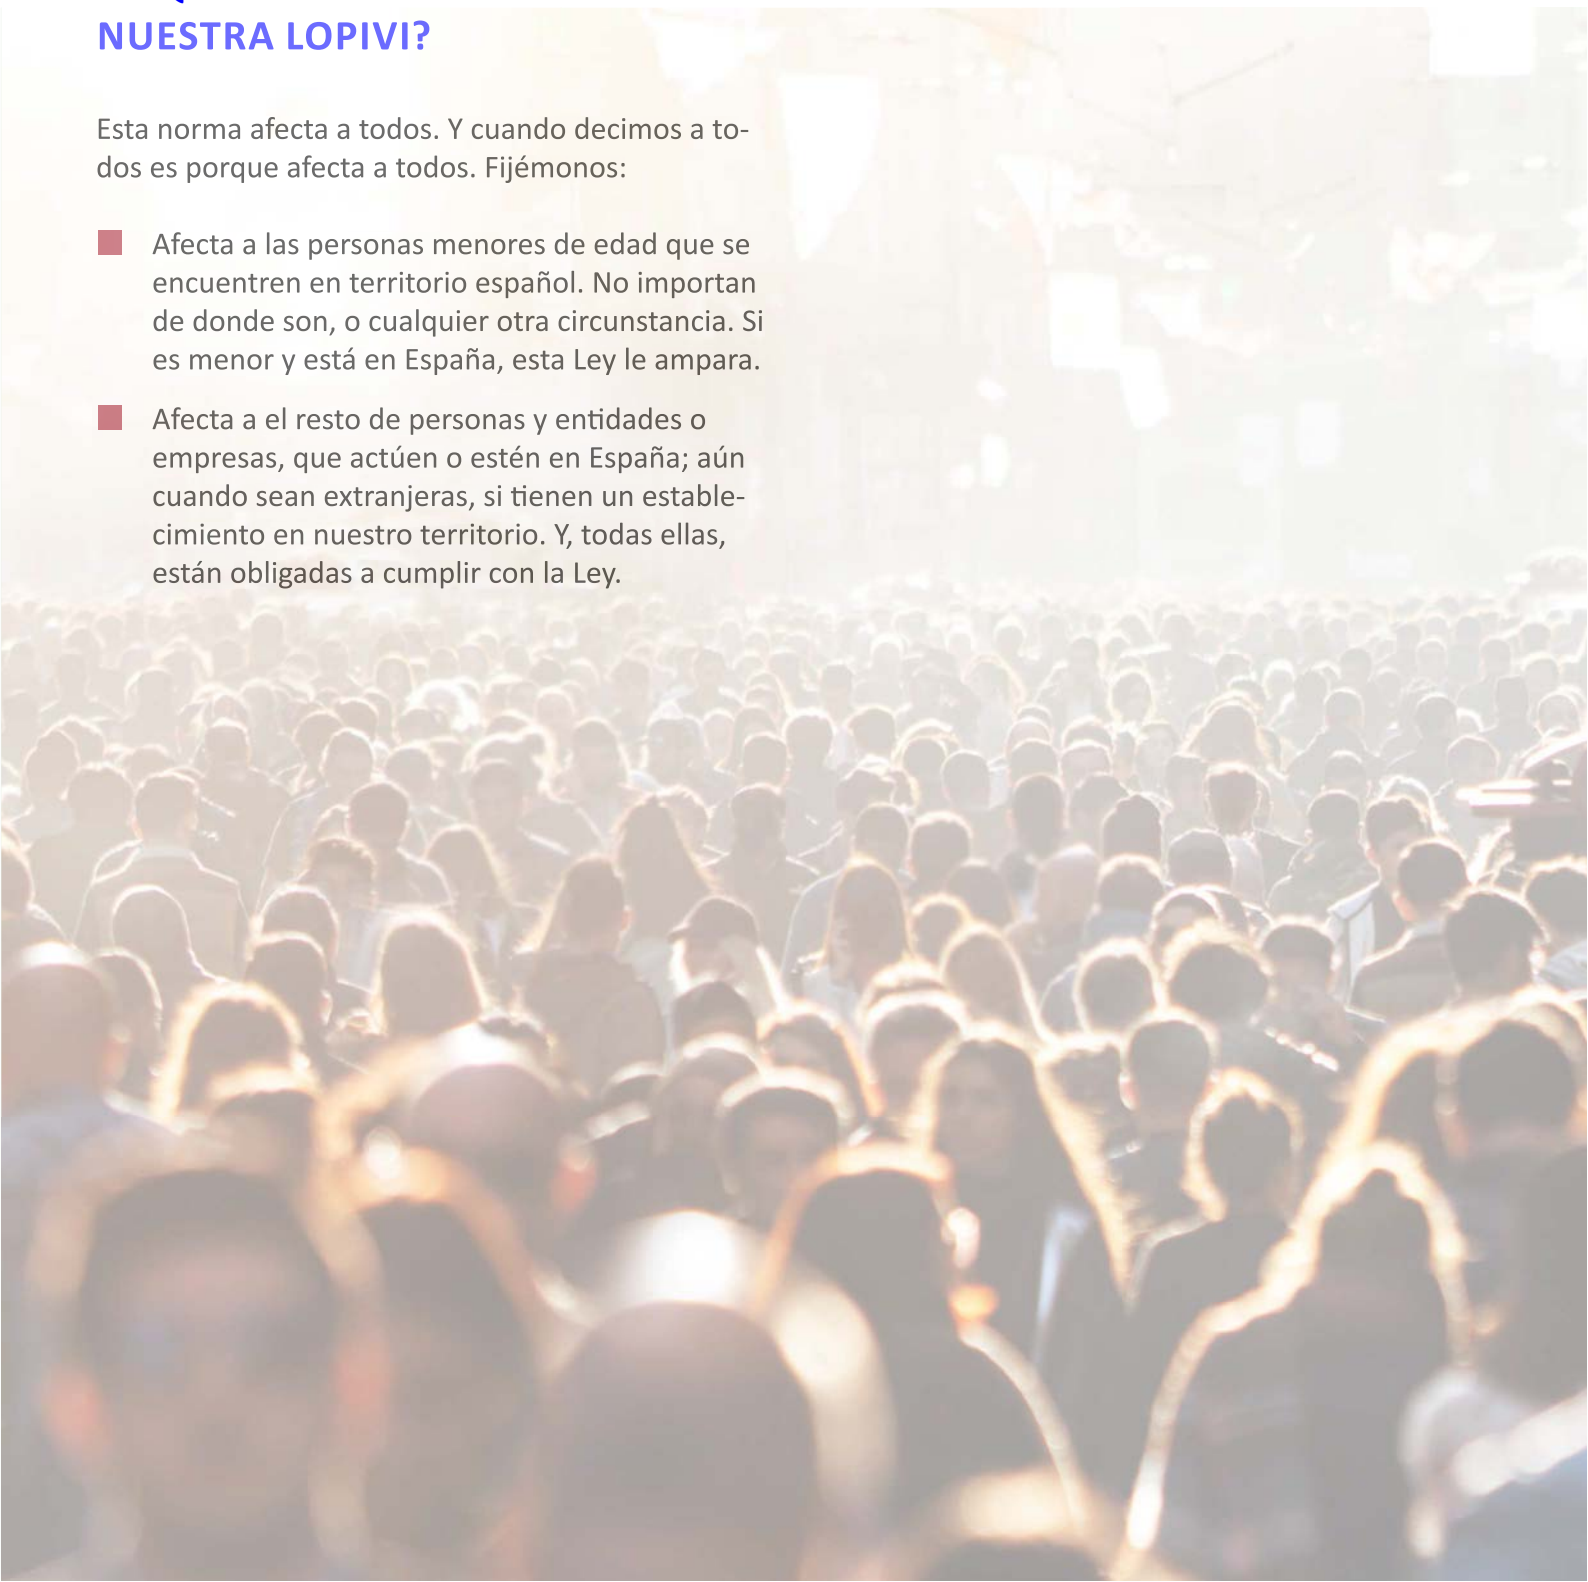 NUESTRA LOPIVI?
Esta norma afecta a todos. Y cuando decimos a to-
dos es porque afecta a todos. Fijémonos:
Afecta a las personas menores de edad que se
encuentren en territorio español. No importan
de donde son, o cualquier otra circunstancia. Si
es menor y está en España, esta Ley le ampara.
Afecta a el resto de personas y entidades o
empresas, que actúen o estén en España; aún
cuando sean extranjeras, si tienen un estable-
cimiento en nuestro territorio. Y, todas ellas,
están obligadas a cumplir con la Ley.